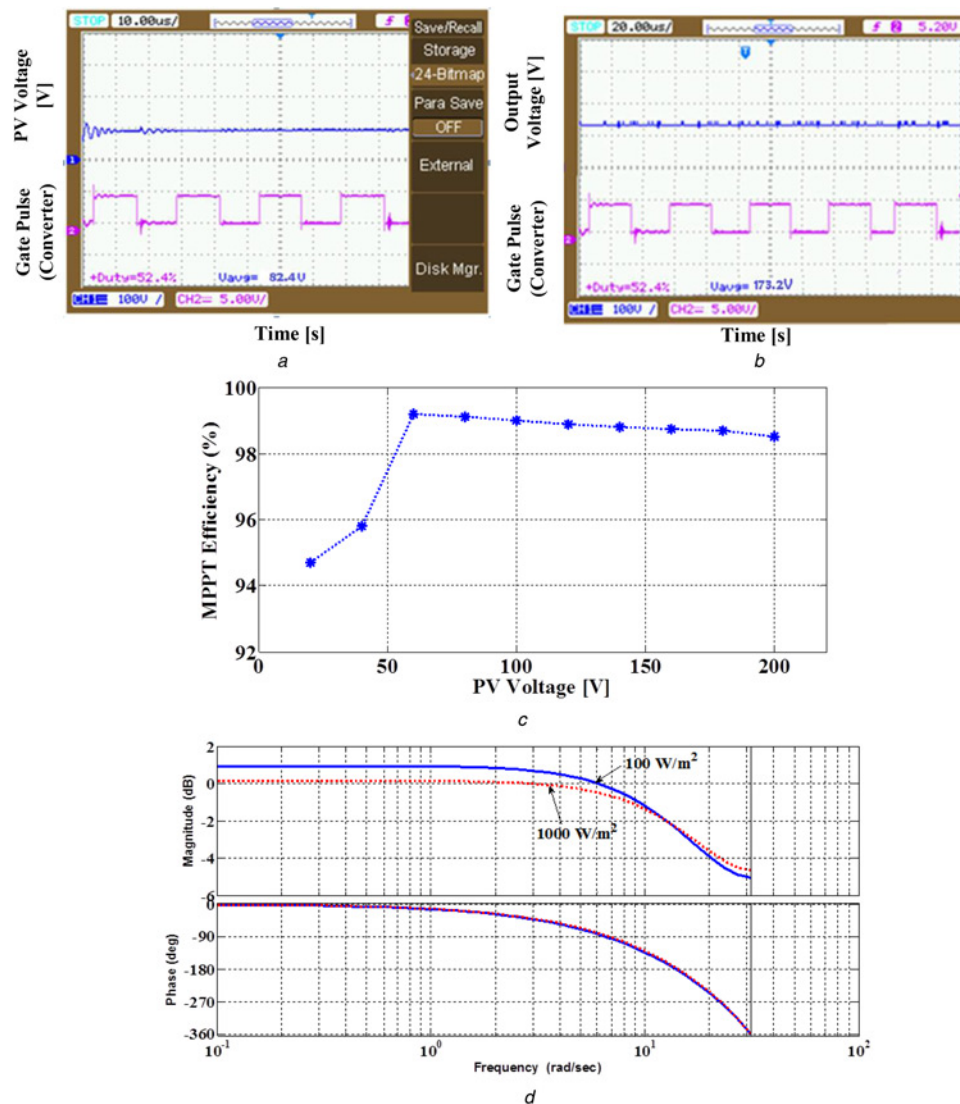 STOP 10.00us/
Save/Recall
Storage
24-Bitmap
Para Save
OFF
External
Disk Mgr.
PV Voltage
[V]
Gate Pulse
(Converter)
1
2
+Duty=52.4% Vavg= 82.4V
CH1= 100V / CH2= 5.00V/
Time [s]
a
STOP 20.00us/ 2 5.20V
Output
Voltage [V]
Gate Pulse
(Converter)
2
+Duty=52.4% Vavg= 173.2V
CH1= 100V / CH2= 5.00V/
Time [s]
b
MPPT Efficiency (%)
100
98
96
94
92
0 50 100 150 200
PV Voltage [V]
c
Magnitude (dB)
2
0
-2
-4
-6
100 W/m²
1000 W/m²
Phase (deg)
0
-90
-180
-270
-360
10⁻¹ 10⁰ 10¹ 10²
Frequency (rad/sec)
d